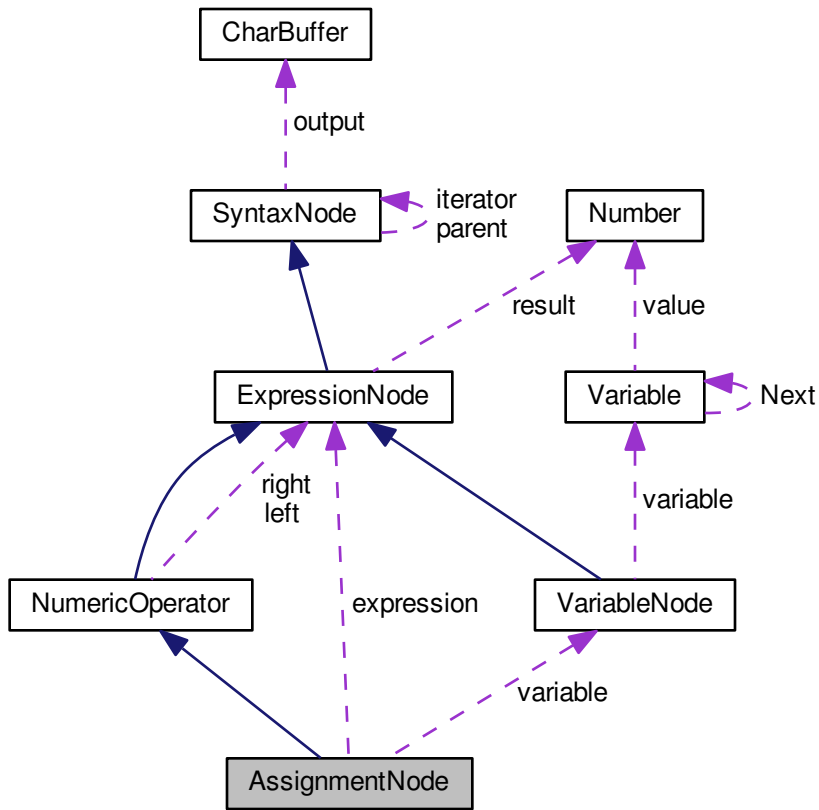 CharBuffer
output
SyntaxNode
iterator
parent
Number
result
value
ExpressionNode
Variable
Next
right
left
variable
NumericOperator
expression
VariableNode
variable
AssignmentNode